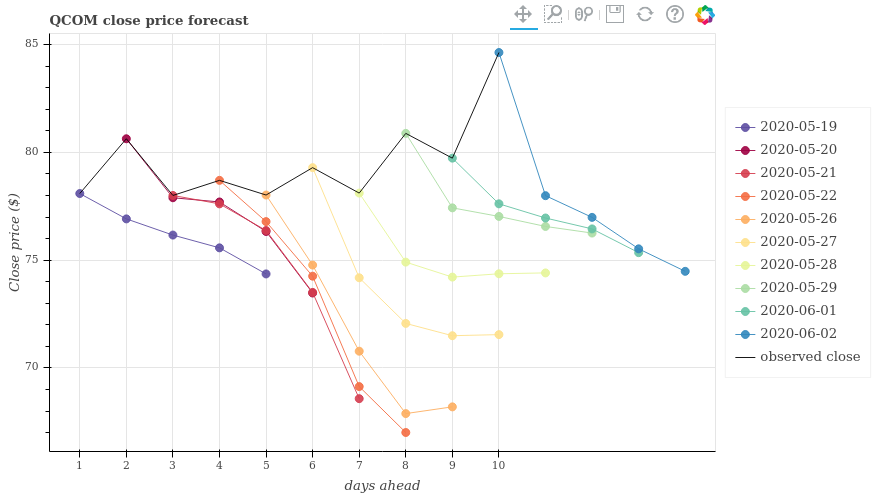 QCOM close price forecast
85
80
75
70
Close price ($)
1 2 3 4 5 6 7 8 9 10
days ahead
2020-05-19
2020-05-20
2020-05-21
2020-05-22
2020-05-26
2020-05-27
2020-05-28
2020-05-29
2020-06-01
2020-06-02
observed close